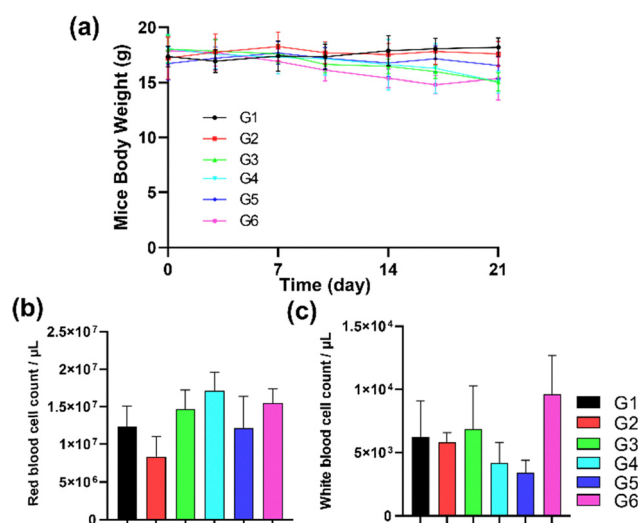 (a)
Mice Body Weight (g)
20
15
10
5
0
G1
G2
G3
G4
G5
G6
0 7 14 21
Time (day)
(b)
Red blood cell count / µL
2.5×10⁷
2×10⁷
1.5×10⁷
1×10⁷
5×10⁶
0
(c)
White blood cell count / µL
1.5×10⁴
1×10⁴
5×10³
0
G1
G2
G3
G4
G5
G6